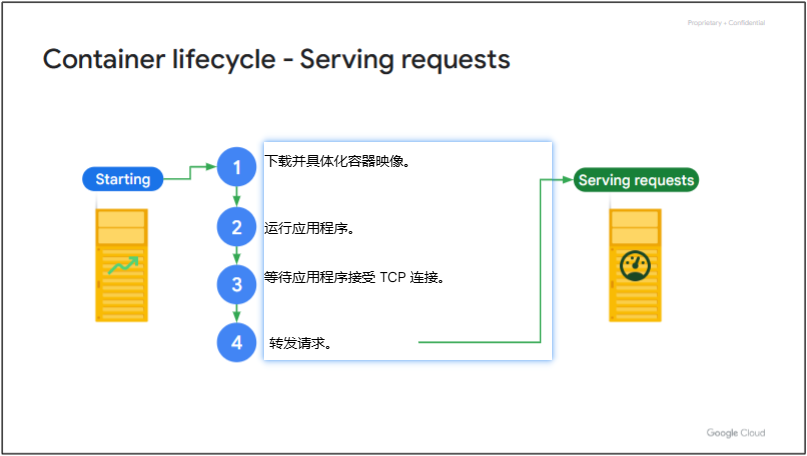 Proprietary + Confidential
Container lifecycle - Serving requests
Starting
1
下载并具体化容器映像。
2
运行应用程序。
3
等待应用程序接受 TCP 连接。
4
转发请求。
Serving requests
Google Cloud